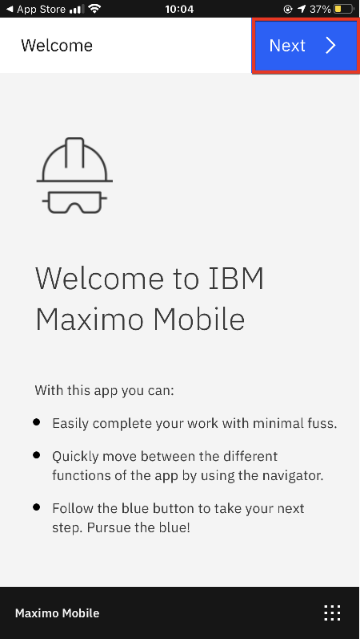 App Store 10:04 37%
Welcome Next
Welcome to IBM
Maximo Mobile
With this app you can:
Easily complete your work with minimal fuss.
Quickly move between the different
functions of the app by using the navigator.
Follow the blue button to take your next
step. Pursue the blue!
Maximo Mobile